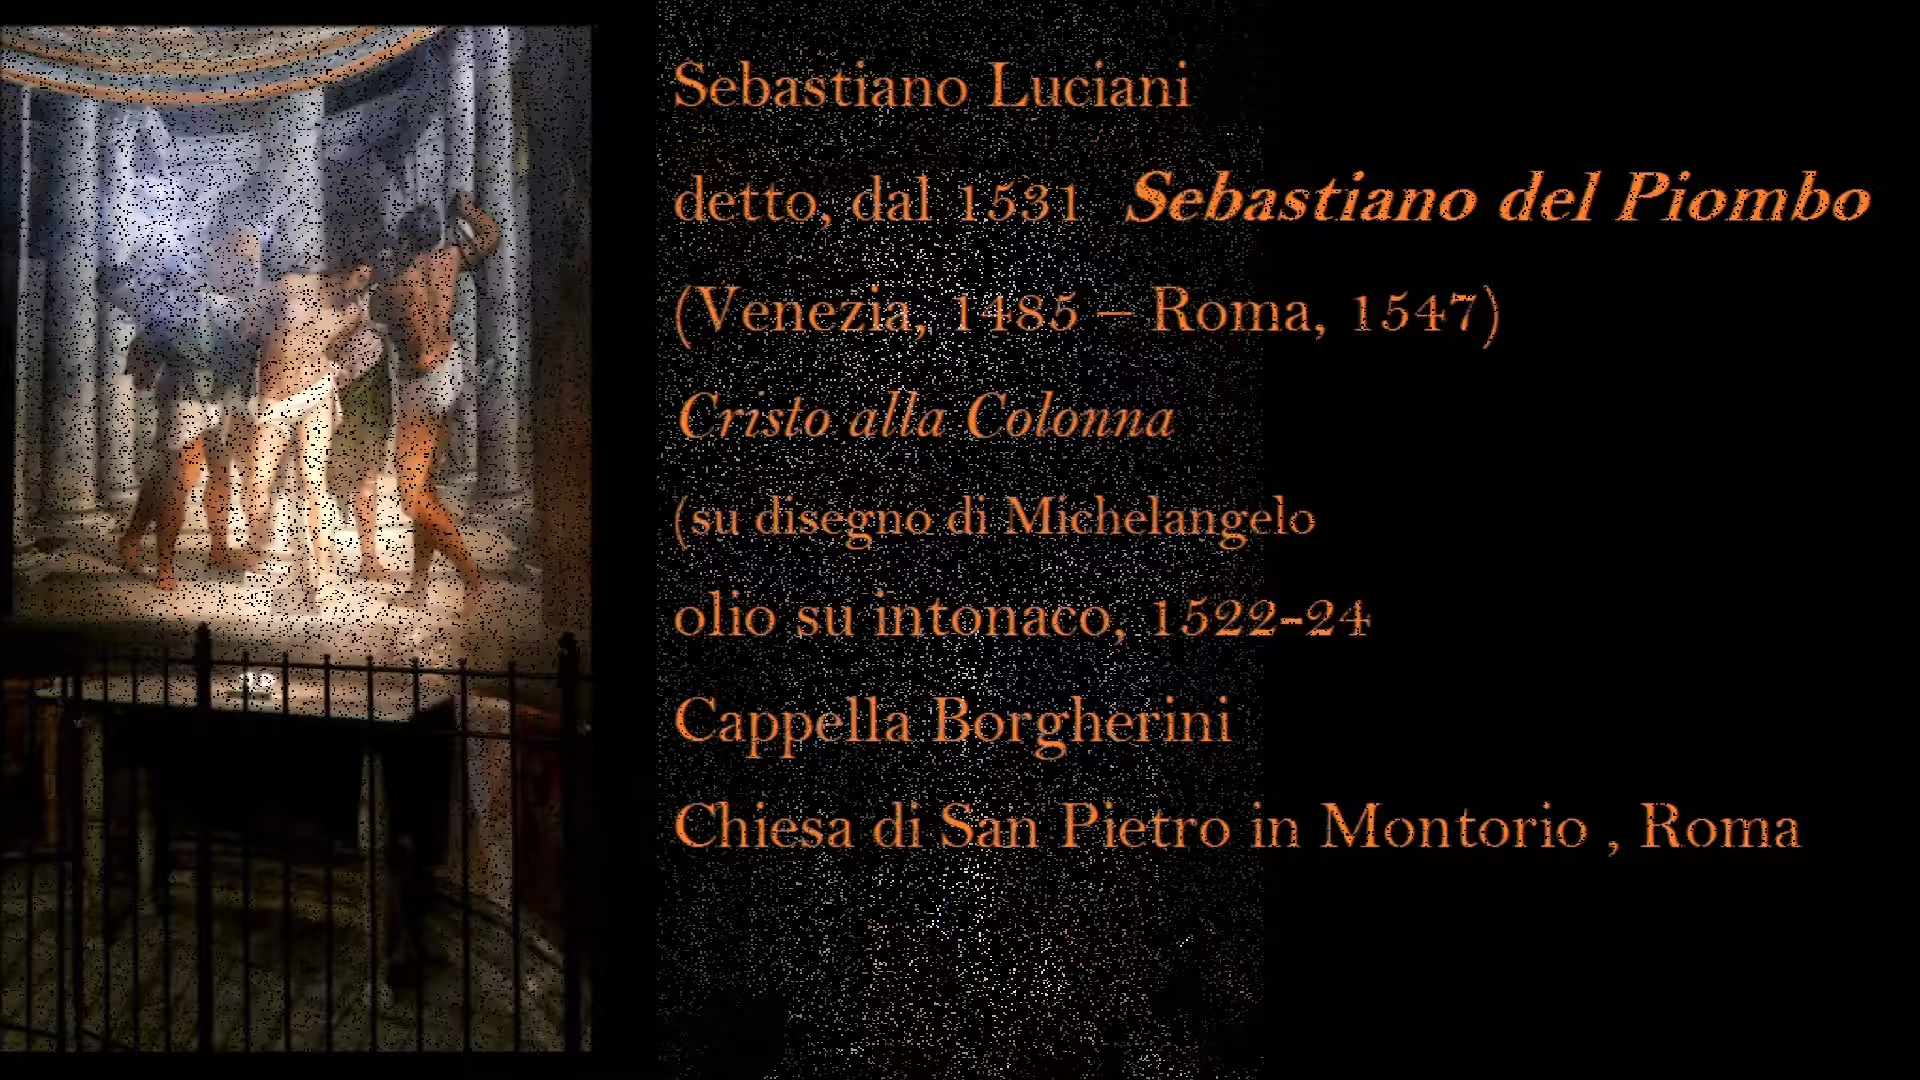 Sebastiano Luciani
detto, dal 1531 Sebastiano del Piombo
(Venezia, 1485 – Roma, 1547)
Cristo alla Colonna
(su disegno di Michelangelo
olio su intonaco, 1522-24
Cappella Borgherini
Chiesa di San Pietro in Montorio , Roma